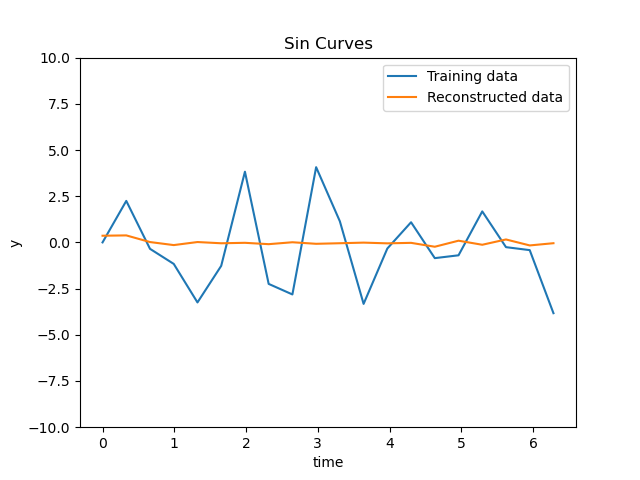 Sin Curves
Training data
Reconstructed data
10.0
7.5
5.0
2.5
0.0
−2.5
−5.0
−7.5
−10.0
y
0 1 2 3 4 5 6
time